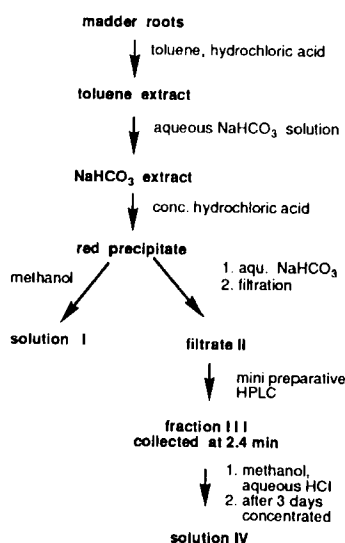 madder roots
toluene, hydrochloric acid
toluene extract
aqueous NaHCO₃ solution
NaHCO₃ extract
conc. hydrochloric acid
red precipitate
methanol
1. aqu. NaHCO₃
2. filtration
solution I
filtrate II
mini preparative
HPLC
fraction III
collected at 2.4 min
1. methanol,
aqueous HCl
2. after 3 days
concentrated
solution IV